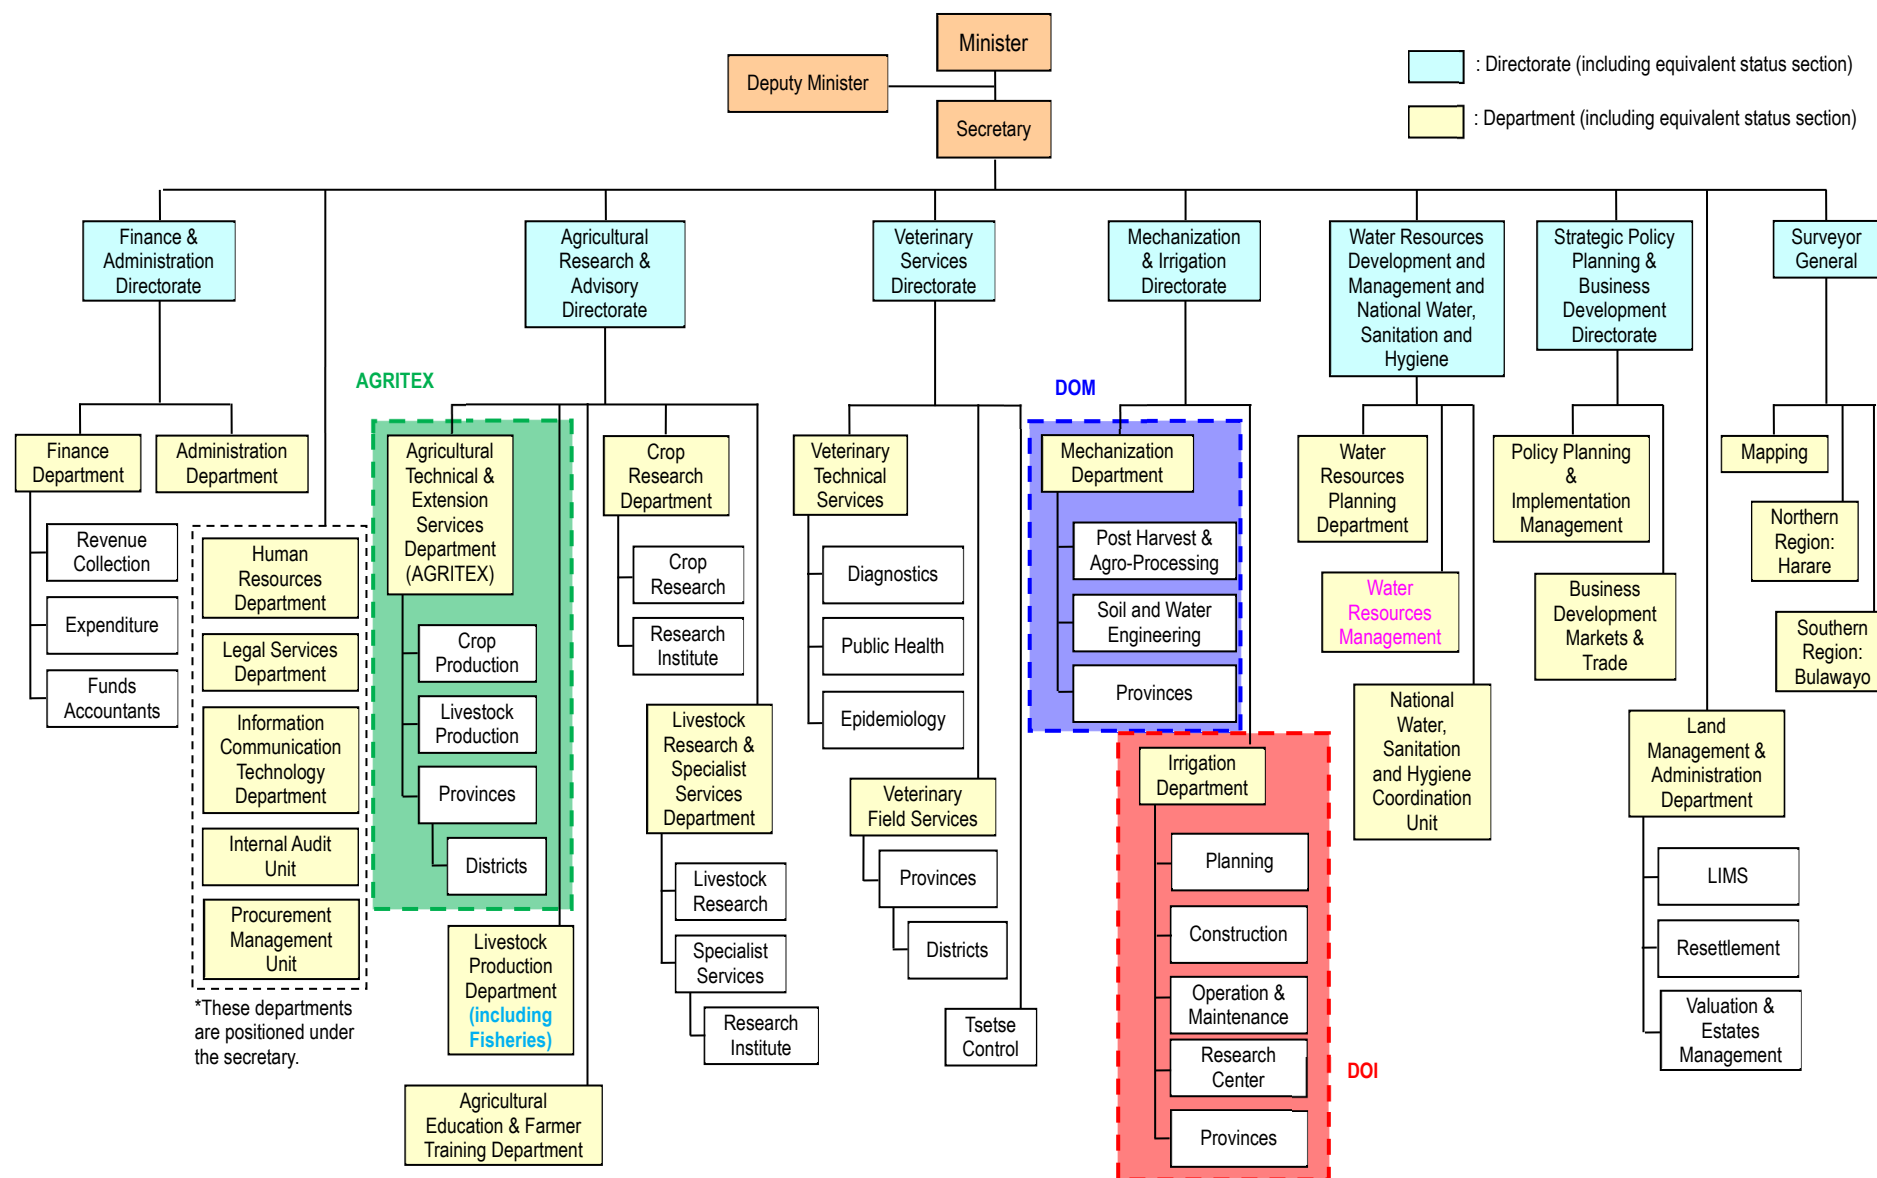 Minister
Deputy Minister
Secretary
: Directorate (including equivalent status section)
: Department (including equivalent status section)
Finance &
Administration
Directorate
Agricultural
Research &
Advisory
Directorate
Veterinary
Services
Directorate
Mechanization
& Irrigation
Directorate
Water Resources
Development and
Management and
National Water,
Sanitation and
Hygiene
Strategic Policy
Planning &
Business
Development
Directorate
Surveyor
General
Finance
Department
Administration
Department
Revenue
Collection
Expenditure
Funds
Accountants
Human
Resources
Department
Legal Services
Department
Information
Communication
Technology
Department
Internal Audit
Unit
Procurement
Management
Unit
*These departments
are positioned under
the secretary.
AGRITEX
Agricultural
Technical &
Extension
Services
Department
(AGRITEX)
Crop
Production
Livestock
Production
Provinces
Districts
Livestock
Production
Department
(including
Fisheries)
Agricultural
Education & Farmer
Training Department
Crop
Research
Department
Crop
Research
Research
Institute
Livestock
Research &
Specialist
Services
Department
Livestock
Research
Specialist
Services
Research
Institute
Veterinary
Technical
Services
Diagnostics
Public Health
Epidemiology
Veterinary
Field Services
Provinces
Districts
Tsetse
Control
DOM
Mechanization
Department
Post Harvest &
Agro-Processing
Soil and Water
Engineering
Provinces
Irrigation
Department
Planning
Construction
Operation &
Maintenance
Research
Center
Provinces
DOI
Water
Resources
Planning
Department
Water
Resources
Management
National
Water,
Sanitation
and Hygiene
Coordination
Unit
Policy Planning
&
Implementation
Management
Business
Development
Markets &
Trade
Land
Management &
Administration
Department
LIMS
Resettlement
Valuation &
Estates
Management
Mapping
Northern
Region:
Harare
Southern
Region:
Bulawayo